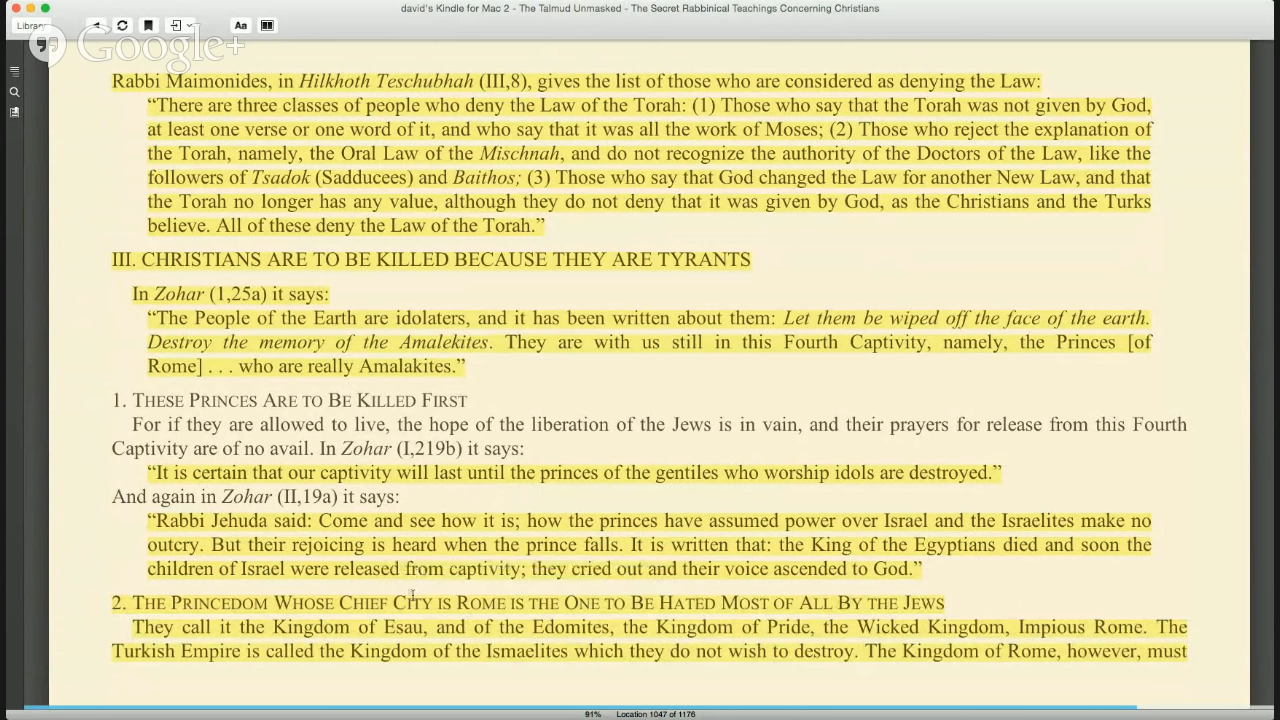 david's Kindle for Mac 2 - The Talmud Unmasked - The Secret Rabbinical Teachings Concerning Christians
Library
Aa
Google+
Rabbi Maimonides, in Hilkhoth Teschubhah (III,8), gives the list of those who are considered as denying the Law:
“There are three classes of people who deny the Law of the Torah: (1) Those who say that the Torah was not given by God,
at least one verse or one word of it, and who say that it was all the work of Moses; (2) Those who reject the explanation of
the Torah, namely, the Oral Law of the Mischnah, and do not recognize the authority of the Doctors of the Law, like the
followers of Tsadok (Sadducees) and Baithos; (3) Those who say that God changed the Law for another New Law, and that
the Torah no longer has any value, although they do not deny that it was given by God, as the Christians and the Turks
believe. All of these deny the Law of the Torah.”
III. CHRISTIANS ARE TO BE KILLED BECAUSE THEY ARE TYRANTS
In Zohar (1,25a) it says:
“The People of the Earth are idolaters, and it has been written about them: Let them be wiped off the face of the earth.
Destroy the memory of the Amalekites. They are with us still in this Fourth Captivity, namely, the Princes [of
Rome] . . . who are really Amalakites.”
1. THESE PRINCES ARE TO BE KILLED FIRST
For if they are allowed to live, the hope of the liberation of the Jews is in vain, and their prayers for release from this Fourth
Captivity are of no avail. In Zohar (I,219b) it says:
“It is certain that our captivity will last until the princes of the gentiles who worship idols are destroyed.”
And again in Zohar (II,19a) it says:
“Rabbi Jehuda said: Come and see how it is; how the princes have assumed power over Israel and the Israelites make no
outcry. But their rejoicing is heard when the prince falls. It is written that: the King of the Egyptians died and soon the
children of Israel were released from captivity; they cried out and their voice ascended to God.”
2. THE PRINCEDOM WHOSE CHIEF CITY IS ROME IS THE ONE TO BE HATED MOST OF ALL BY THE JEWS
They call it the Kingdom of Esau, and of the Edomites, the Kingdom of Pride, the Wicked Kingdom, Impious Rome. The
Turkish Empire is called the Kingdom of the Ismaelites which they do not wish to destroy. The Kingdom of Rome, however, must
91% Location 1047 of 1176